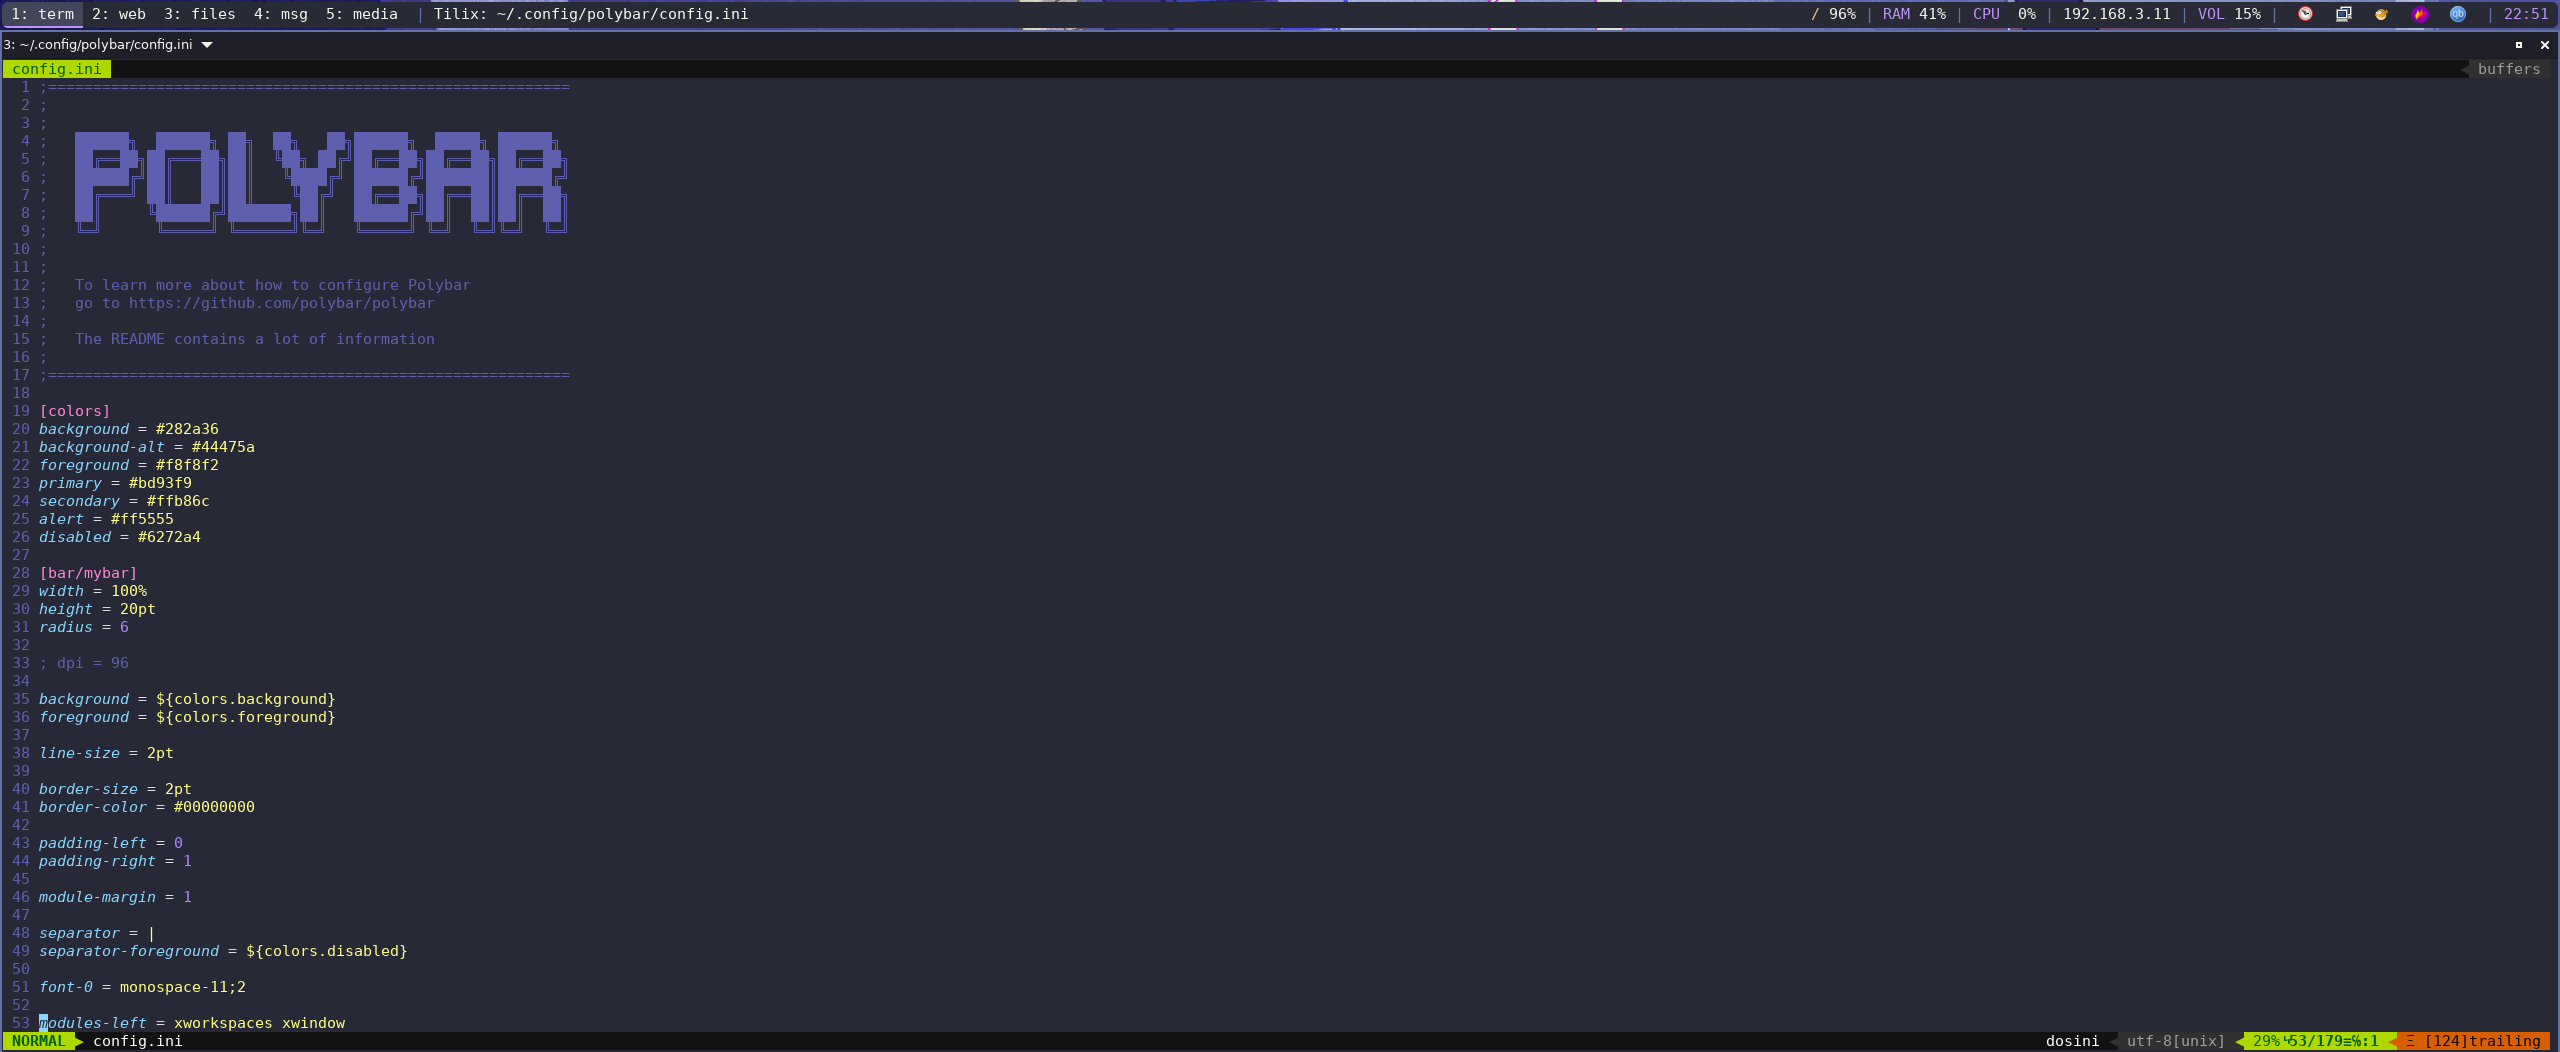 1: term 2: web 3: files 4: msg 5: media | Tilix: ~/.config/polybar/config.ini / 96% | RAM 41% | CPU 0% | 192.168.3.11 | VOL 15% | qb | 22:51
3: ~/.config/polybar/config.ini
config.ini buffers
1 ;==========================================================
2 ;
3 ;
4 ;   ██████╗  ██████╗ ██╗  ██╗   ██╗██████╗  █████╗ ██████╗
5 ;   ██╔══██╗██╔═══██╗██║  ╚██╗ ██╔╝██╔══██╗██╔══██╗██╔══██╗
6 ;   ██████╔╝██║   ██║██║   ╚████╔╝ ██████╔╝███████║██████╔╝
7 ;   ██╔═══╝ ██║   ██║██║    ╚██╔╝  ██╔══██╗██╔══██║██╔══██╗
8 ;   ██║     ╚██████╔╝███████╗██║   ██████╔╝██║  ██║██║  ██║
9 ;   ╚═╝      ╚═════╝ ╚══════╝╚═╝   ╚═════╝ ╚═╝  ╚═╝╚═╝  ╚═╝
10 ;
11 ;
12 ;   To learn more about how to configure Polybar
13 ;   go to https://github.com/polybar/polybar
14 ;
15 ;   The README contains a lot of information
16 ;
17 ;==========================================================
18
19 [colors]
20 background = #282a36
21 background-alt = #44475a
22 foreground = #f8f8f2
23 primary = #bd93f9
24 secondary = #ffb86c
25 alert = #ff5555
26 disabled = #6272a4
27
28 [bar/mybar]
29 width = 100%
30 height = 20pt
31 radius = 6
32
33 ; dpi = 96
34
35 background = ${colors.background}
36 foreground = ${colors.foreground}
37
38 line-size = 2pt
39
40 border-size = 2pt
41 border-color = #00000000
42
43 padding-left = 0
44 padding-right = 1
45
46 module-margin = 1
47
48 separator = |
49 separator-foreground = ${colors.disabled}
50
51 font-0 = monospace-11;2
52
53 modules-left = xworkspaces xwindow
NORMAL config.ini dosini utf-8[unix] 29% ␤53/179≡℅:1 Ξ [124]trailing